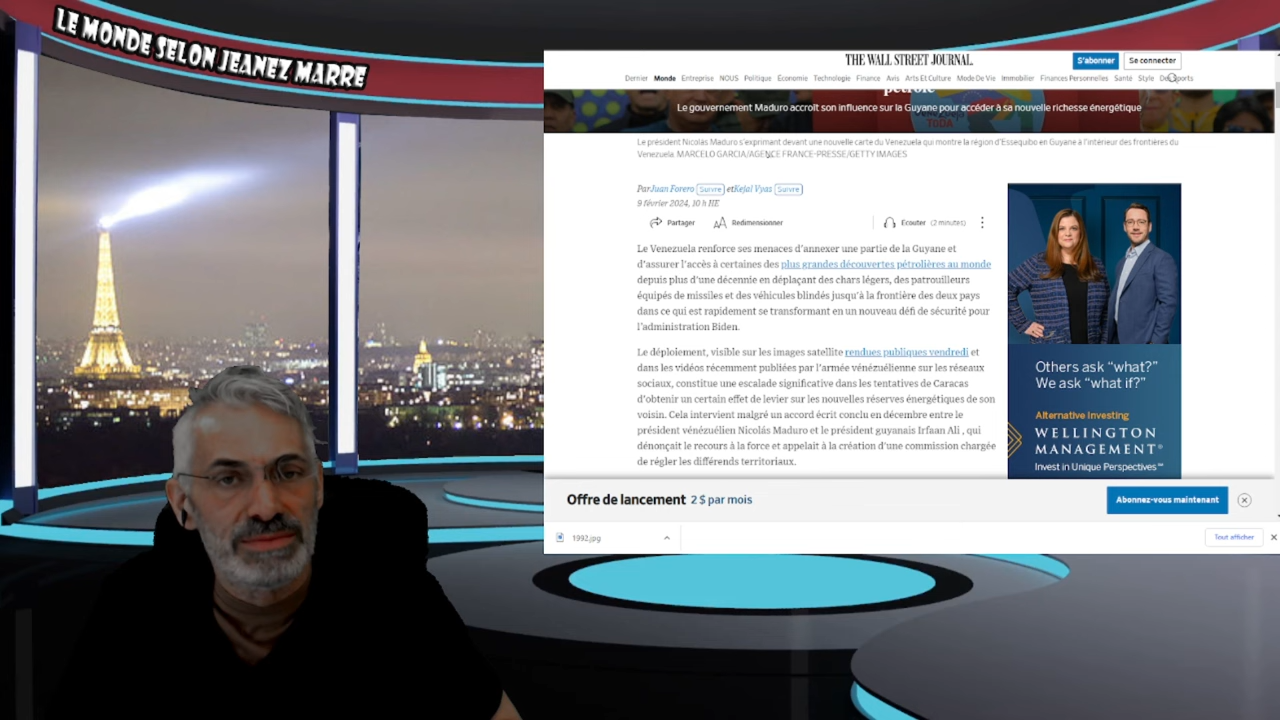 LE MONDE SELON JEANEZ MARRE
THE WALL STREET JOURNAL.
S'abonner
Se connecter
Dernier Monde Entreprise NOUS Politique Économie Technologie Finance Avis Arts Et Culture Mode De Vie Immobilier Finances Personnelles Santé Style Des sports
pétrole
Le gouvernement Maduro accroît son influence sur la Guyane pour accéder à sa nouvelle richesse énergétique
TODA
Le président Nicolás Maduro s'exprimant devant une nouvelle carte du Venezuela qui montre la région d'Essequibo en Guyane à l'intérieur des frontières du
Venezuela. MARCELO GARCIA/AGENCE FRANCE-PRESSE/GETTY IMAGES
Par Juan Forero Suivre et Kejal Vyas Suivre
9 février 2024, 10 h HE
Partager
Redimensionner
Écouter (2 minutes)
Le Venezuela renforce ses menaces d'annexer une partie de la Guyane et
d'assurer l'accès à certaines des plus grandes découvertes pétrolières au monde
depuis plus d'une décennie en déplaçant des chars légers, des patrouilleurs
équipés de missiles et des véhicules blindés jusqu'à la frontière des deux pays
dans ce qui est rapidement se transformant en un nouveau défi de sécurité pour
l'administration Biden.
Le déploiement, visible sur les images satellite rendues publiques vendredi et
dans les vidéos récemment publiées par l'armée vénézuélienne sur les réseaux
sociaux, constitue une escalade significative dans les tentatives de Caracas
d'obtenir un certain effet de levier sur les nouvelles réserves énergétiques de son
voisin. Cela intervient malgré un accord écrit conclu en décembre entre le
président vénézuélien Nicolás Maduro et le président guyanais Irfaan Ali , qui
dénonçait le recours à la force et appelait à la création d'une commission chargée
de régler les différends territoriaux.
Others ask “what?”
We ask “what if?”
Alternative Investing
WELLINGTON
MANAGEMENT®
Invest in Unique Perspectives℠
Offre de lancement 2 $ par mois
Abonnez-vous maintenant
1992.jpg
Tout afficher